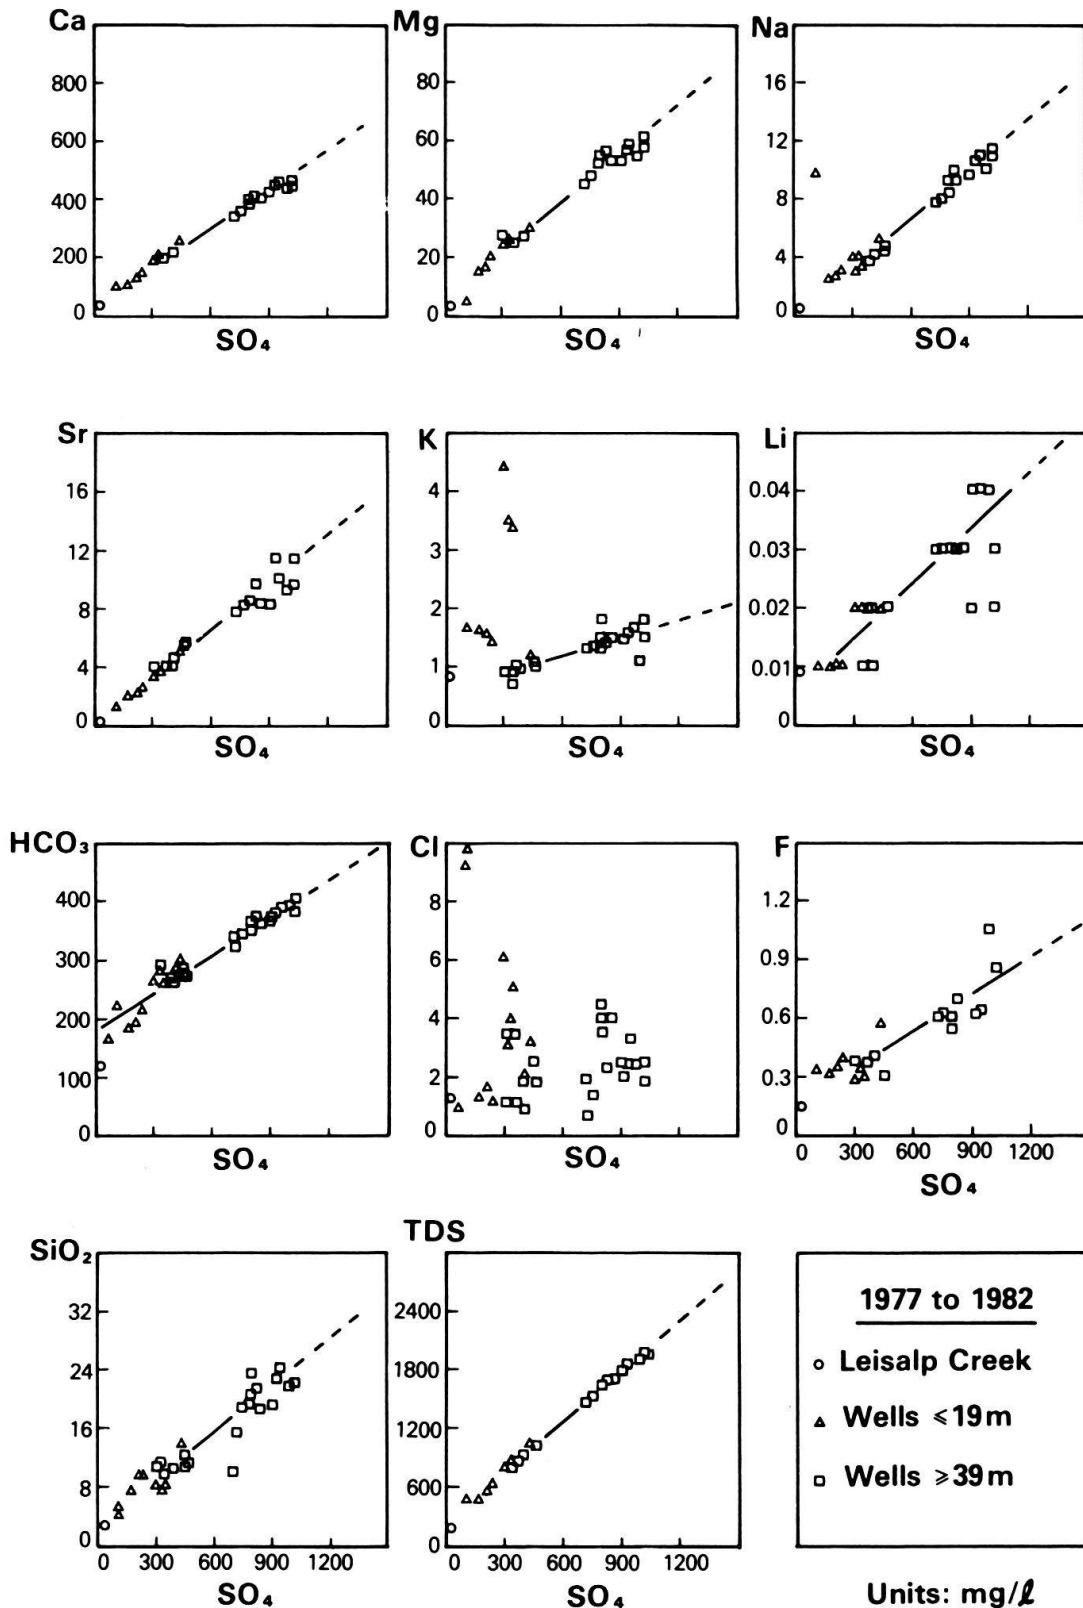 Ca
800
600
400
200
0
SO₄
Mg
80
60
40
20
0
SO₄
Na
16
12
8
4
0
SO₄
Sr
16
12
8
4
0
SO₄
K
4
3
2
1
0
SO₄
Li
0.04
0.03
0.02
0.01
0
SO₄
HCO₃
400
300
200
100
0
SO₄
Cl
8
6
4
2
0
SO₄
F
1.2
0.9
0.6
0.3
0
0 300 600 900 1200
SO₄
SiO₂
32
24
16
8
0
0 300 600 900 1200
SO₄
TDS
2400
1800
1200
600
0
0 300 600 900 1200
SO₄
1977 to 1982
Leisalp Creek
Wells ⩽19m
Wells ⩾39m
Units: mg/ℓ